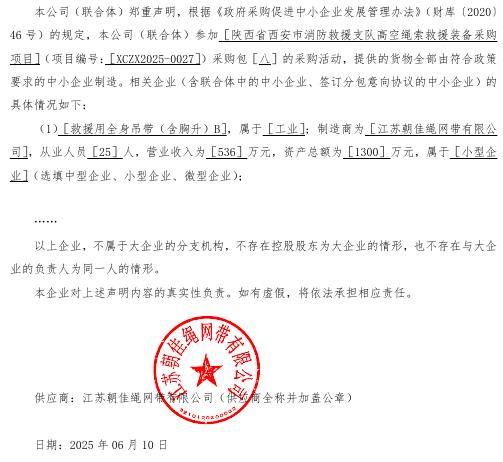 本公司（联合体）郑重声明，根据《政府采购促进中小企业发展管理办法》（财库〔2020〕
46 号）的规定，本公司（联合体）参加［陕西省西安市消防救援支队高空绳索救援装备采购
项目］（项目编号：［XCZX2025-0027］）采购包［八］的采购活动，提供的货物全部由符合政策
要求的中小企业制造。相关企业（含联合体中的中小企业、签订分包意向协议的中小企业）的
具体情况如下：
（1）［救援用全身吊带（含胸升）B］，属于［工业］；制造商为［江苏朝佳绳网带有限公
司］，从业人员［25］人，营业收入为［536］万元，资产总额为［1300］万元，属于［小型企
业］（选填中型企业、小型企业、微型企业）；
……
以上企业，不属于大企业的分支机构，不存在控股股东为大企业的情形，也不存在与大企
业的负责人为同一人的情形。
本企业对上述声明内容的真实性负责。如有虚假，将依法承担相应责任。
江苏朝佳绳网带有限公司
供应商：江苏朝佳绳网带有限公司（供应商全称并加盖公章）
日期：2025 年 06 月 10 日